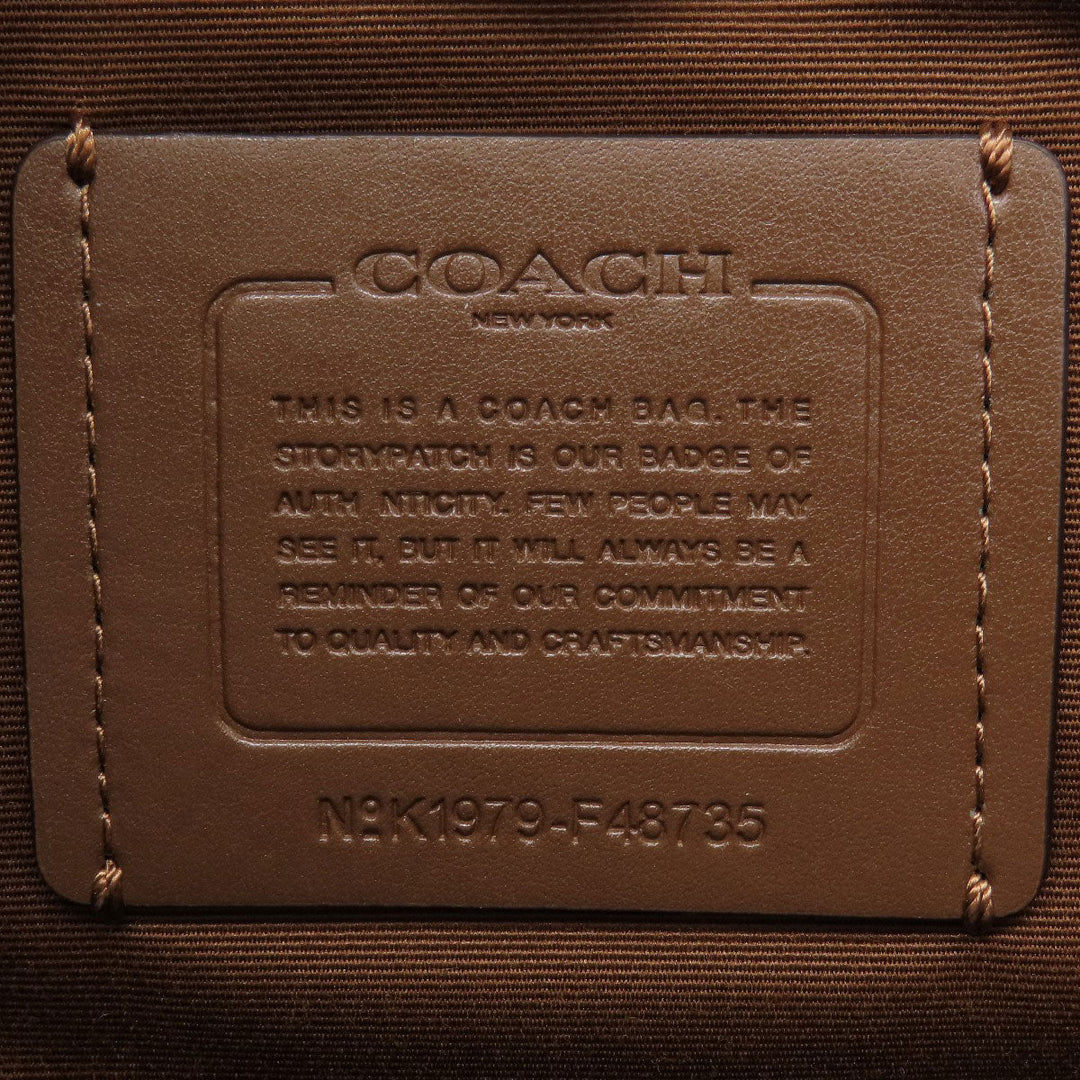 COACH
NEW YORK
THIS IS A COACH BAG. THE
STORYPATCH IS OUR BADGE OF
AUTH NTICITY. FEW PEOPLE MAY
SEE IT, BUT IT WILL ALWAYS BE A
REMINDER OF OUR COMMITMENT
TO QUALITY AND CRAFTSMANSHIP.
NºK1979-F48735